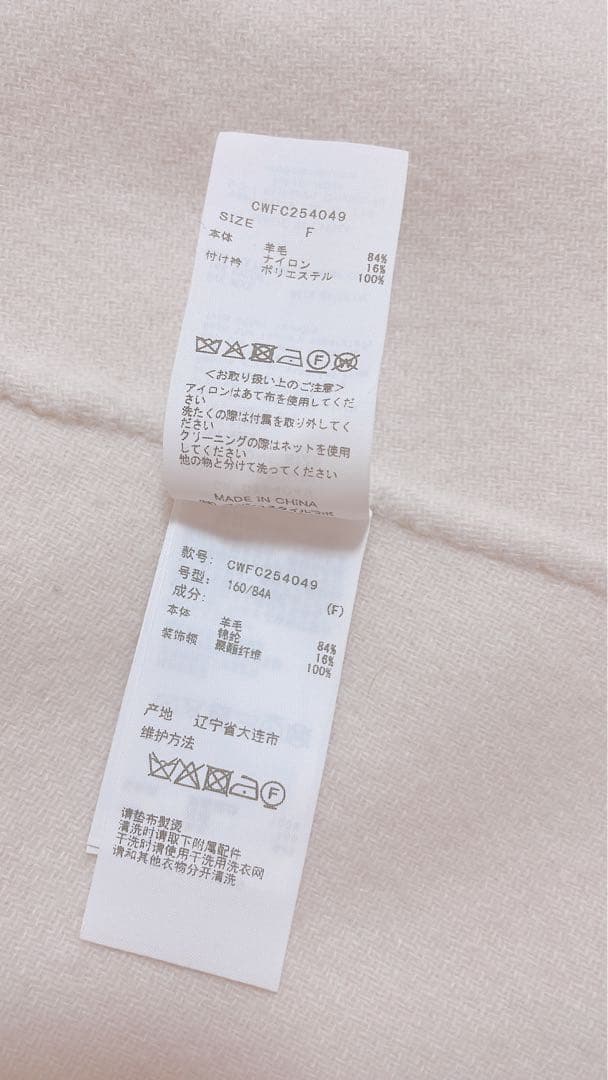 CWFC254049
SIZE F
本体 羊毛 84%
ナイロン 16%
付け衿 ポリエステル 100%
F W
<お取り扱い上のご注意>
アイロンはあて布を使用してくだ
さい
洗たくの際は付属を取り外してく
ださい
クリーニングの際はネットを使用
してください
他の物と分けて洗ってください
MADE IN CHINA
款号: CWFC254049
号型: 160/84A (F)
成分:
本体 羊毛 84%
锦纶 16%
装饰领 聚酯纤维 100%
产地 辽宁省大连市
维护方法
F
请垫布熨烫
清洗时请取下附属配件
干洗时请使用干洗用洗衣网
请和其他衣物分开清洗